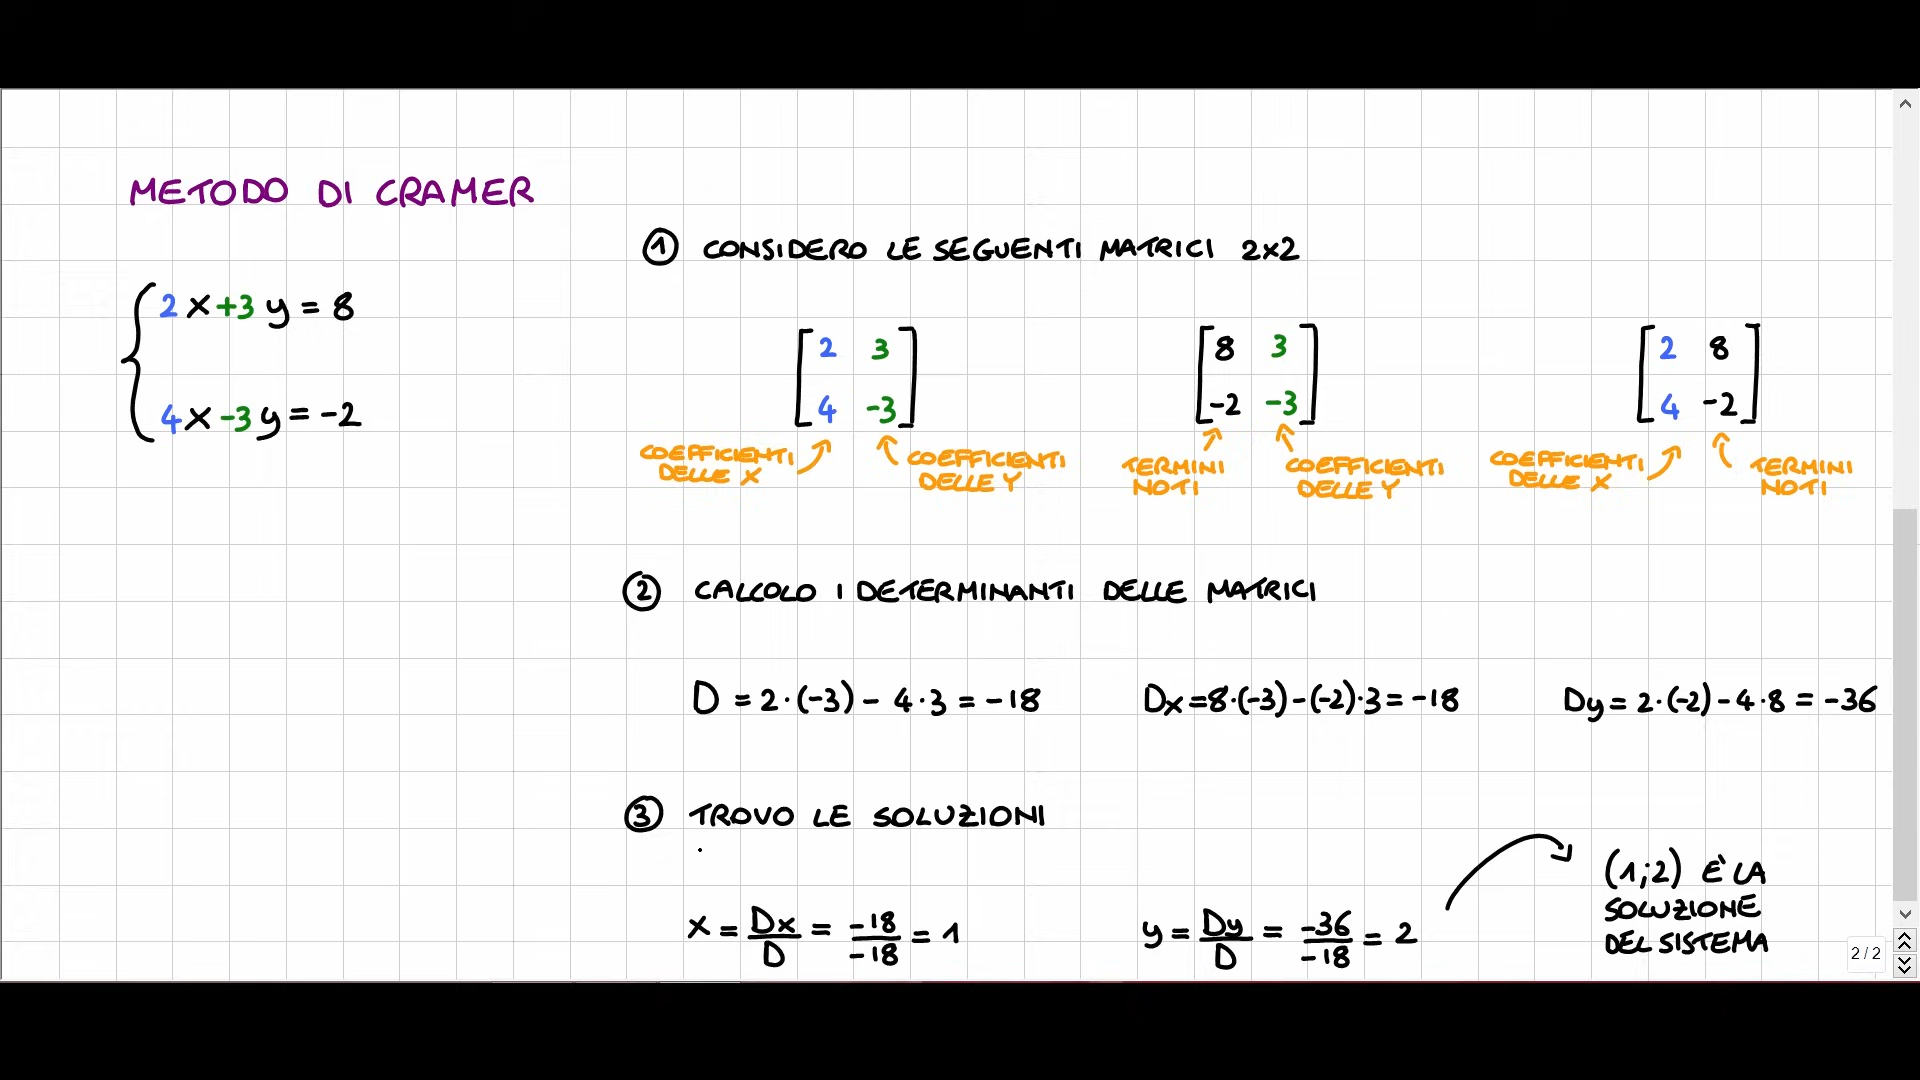 METODO DI CRAMER
2x+3y = 8
4x-3y = -2
① CONSIDERO LE SEGUENTI MATRICI 2x2
2 3
4 -3
COEFFICIENTI DELLE X
COEFFICIENTI DELLE Y
8 3
-2 -3
TERMINI NOTI
COEFFICIENTI DELLE Y
2 8
4 -2
COEFFICIENTI DELLE X
TERMINI NOTI
② CALCOLO I DETERMINANTI DELLE MATRICI
D = 2·(-3) - 4·3 = -18
Dx=8·(-3)-(-2)·3 = -18
Dy = 2·(-2) - 4·8 = -36
③ TROVO LE SOLUZIONI
x = Dx/D = -18/-18 = 1
y = Dy/D = -36/-18 = 2
(1;2) È LA
SOLUZIONE
DEL SISTEMA
2 / 2